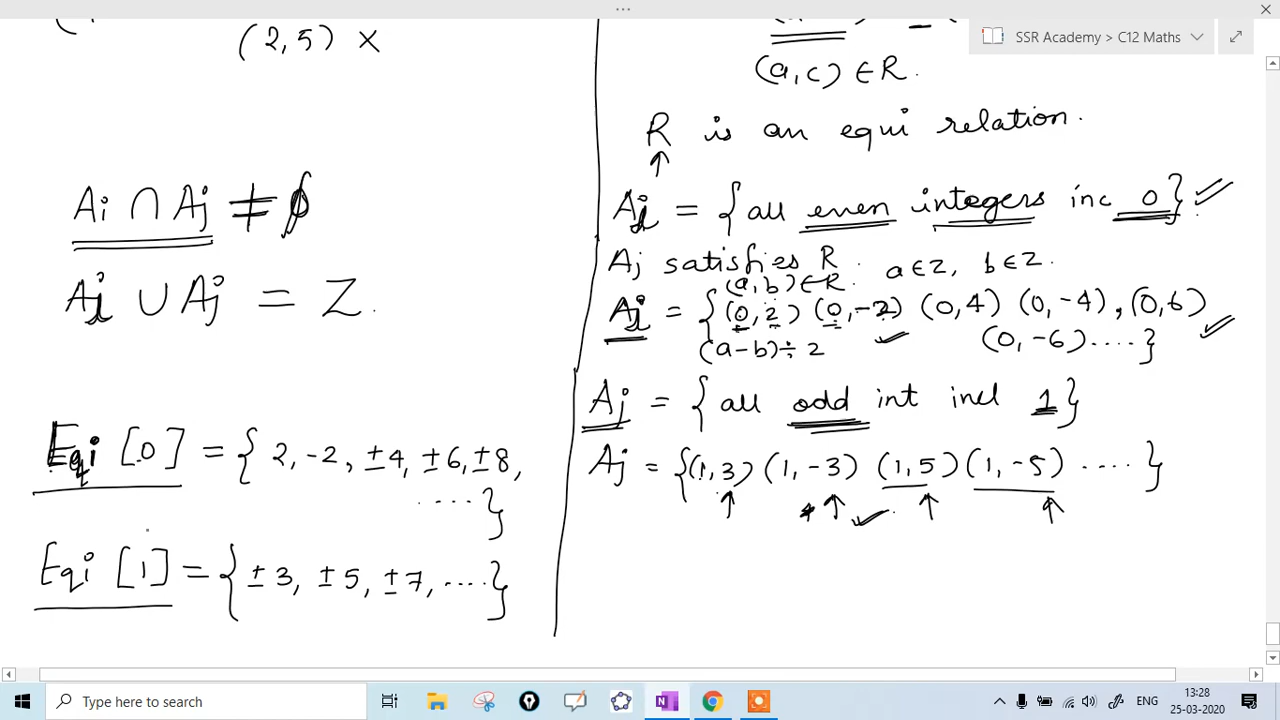 SSR Academy > C12 Maths
(2,5) ×
Ai ∩ Aj ≠ ϕ
Ai ∪ Aj = Z.
Eqi [0] = { 2, -2, ±4, ±6, ±8,
.... }
Eqi [1] = { ±3, ±5, ±7, .... }
(a,c) ∈ R.
R is an equi relation.
↑
Ai = { all even integers inc 0 } ✓
Aj satisfies R. a ∈ Z, b ∈ Z.
(a,b) ∈ R.
Ai = { (0,2) (0,-2) (0,4) (0,-4), (0,6)
(a-b) ÷ 2 ✓ (0,-6) .... } ✓
Aj = { all odd int incl 1 }
Aj = { (1,3) (1,-3) (1,5) (1,-5) .... }
↑ ↑ ✓ ↑ ↑
Type here to search
ENG
13:28
25-03-2020